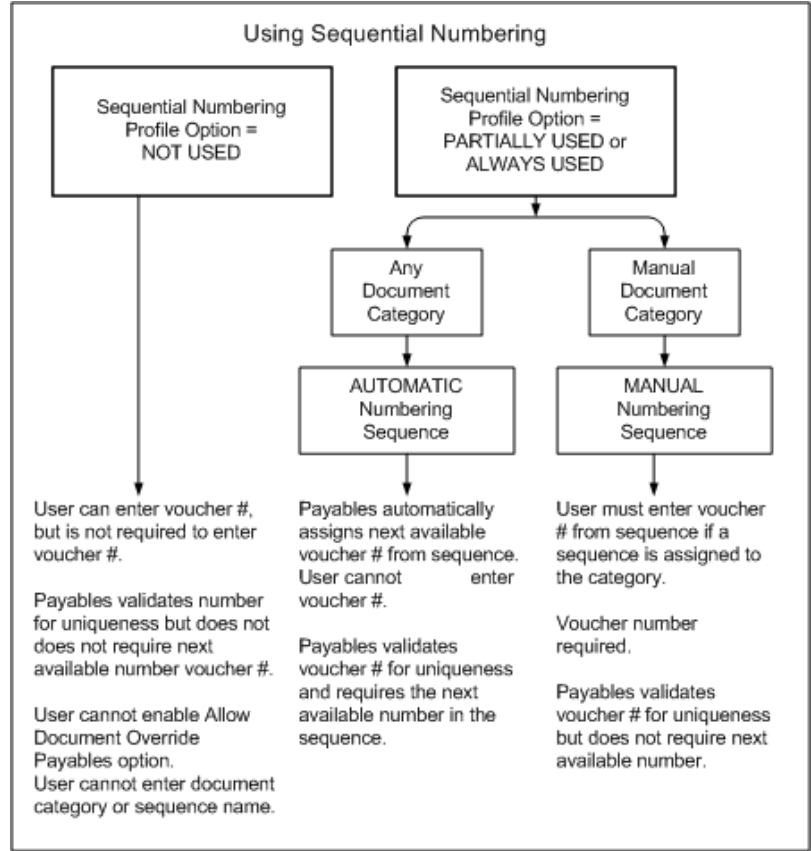 Using Sequential Numbering
Sequential Numbering
Profile Option =
NOT USED
Sequential Numbering
Profile Option =
PARTIALLY USED or
ALWAYS USED
Any
Document
Category
Manual
Document
Category
AUTOMATIC
Numbering
Sequence
MANUAL
Numbering
Sequence
User can enter voucher #,
but is not required to enter
voucher #.
Payables validates number
for uniqueness but does not
does not require next
available number voucher #.
User cannot enable Allow
Document Override
Payables option.
User cannot enter document
category or sequence name.
Payables automatically
assigns next available
voucher # from sequence.
User cannot enter
voucher #.
Payables validates
voucher # for uniqueness
and requires the next
available number in the
sequence.
User must enter voucher
# from sequence if a
sequence is assigned to
the category.
Voucher number
required.
Payables validates
voucher # for uniqueness
but does not require next
available number.